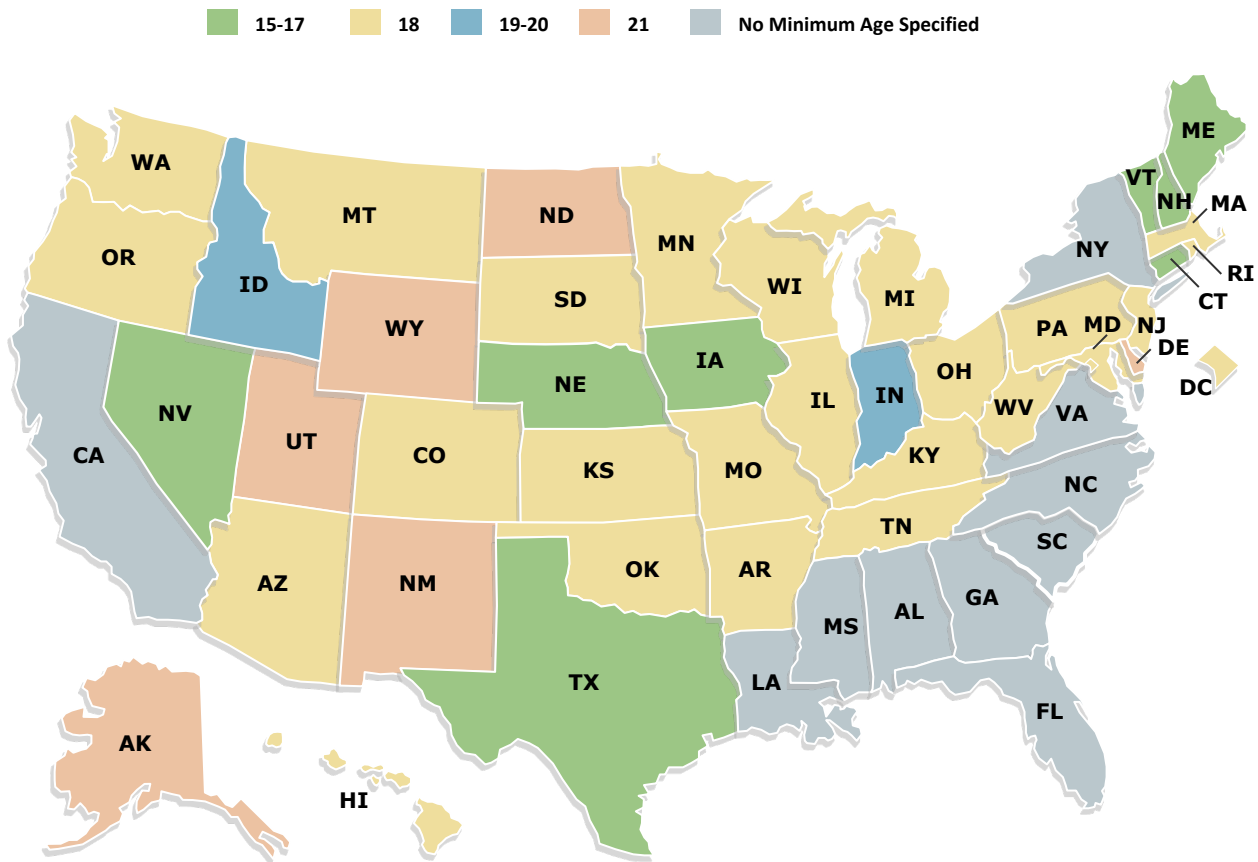 15-17 18 19-20 21 No Minimum Age Specified
ME
WA
VT
NH
MA
MT
ND
MN
NY
OR
RI
ID
SD
WI
MI
CT
WY
PA
MD
NJ
DE
IA
OH
NE
DC
NV
IL
IN
WV
VA
UT
CA
CO
KS
MO
KY
NC
TN
SC
AZ
NM
OK
AR
GA
MS
AL
TX
LA
FL
AK
HI